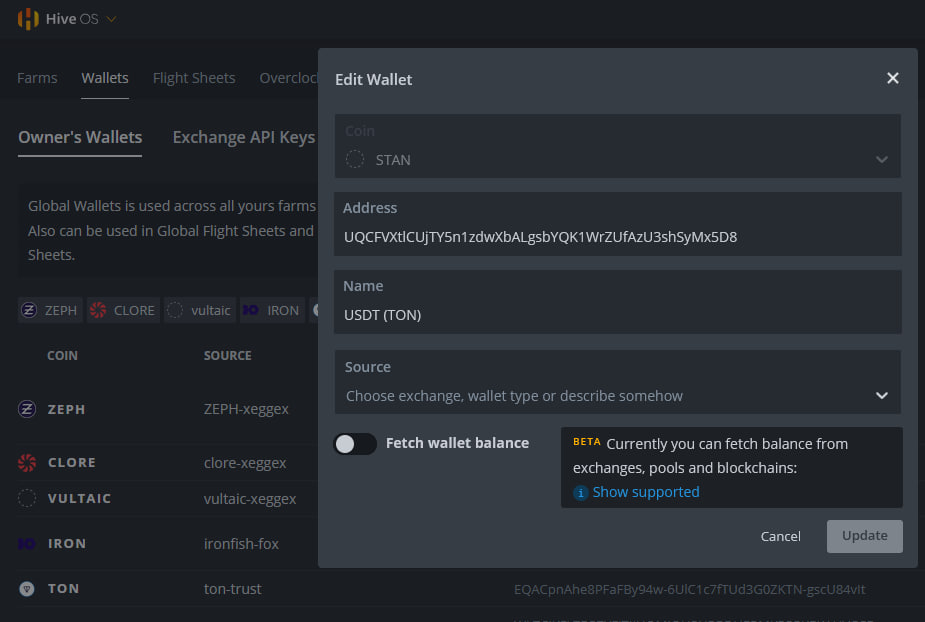 Hive OS
Farms Wallets Flight Sheets Overcloc
Edit Wallet
Owner's Wallets Exchange API Keys
Coin
STAN
Address
UQCFVXtlCUjTY5n1zdwXbALgsbYQK1WrZUfAzU3shSyMx5D8
Global Wallets is used across all yours farms
Also can be used in Global Flight Sheets and
Sheets.
Name
USDT (TON)
ZEPH CLORE vultaic IRON
COIN SOURCE
Source
Choose exchange, wallet type or describe somehow
ZEPH ZEPH-xeggex
Fetch wallet balance
BETA Currently you can fetch balance from
exchanges, pools and blockchains:
Show supported
CLORE clore-xeggex
VULTAIC vultaic-xeggex
Cancel Update
IRON ironfish-fox
TON ton-trust EQACpnAhe8PFaFBy94w-6UlC1c7fTUd3G0ZKTN-gscU84vIt